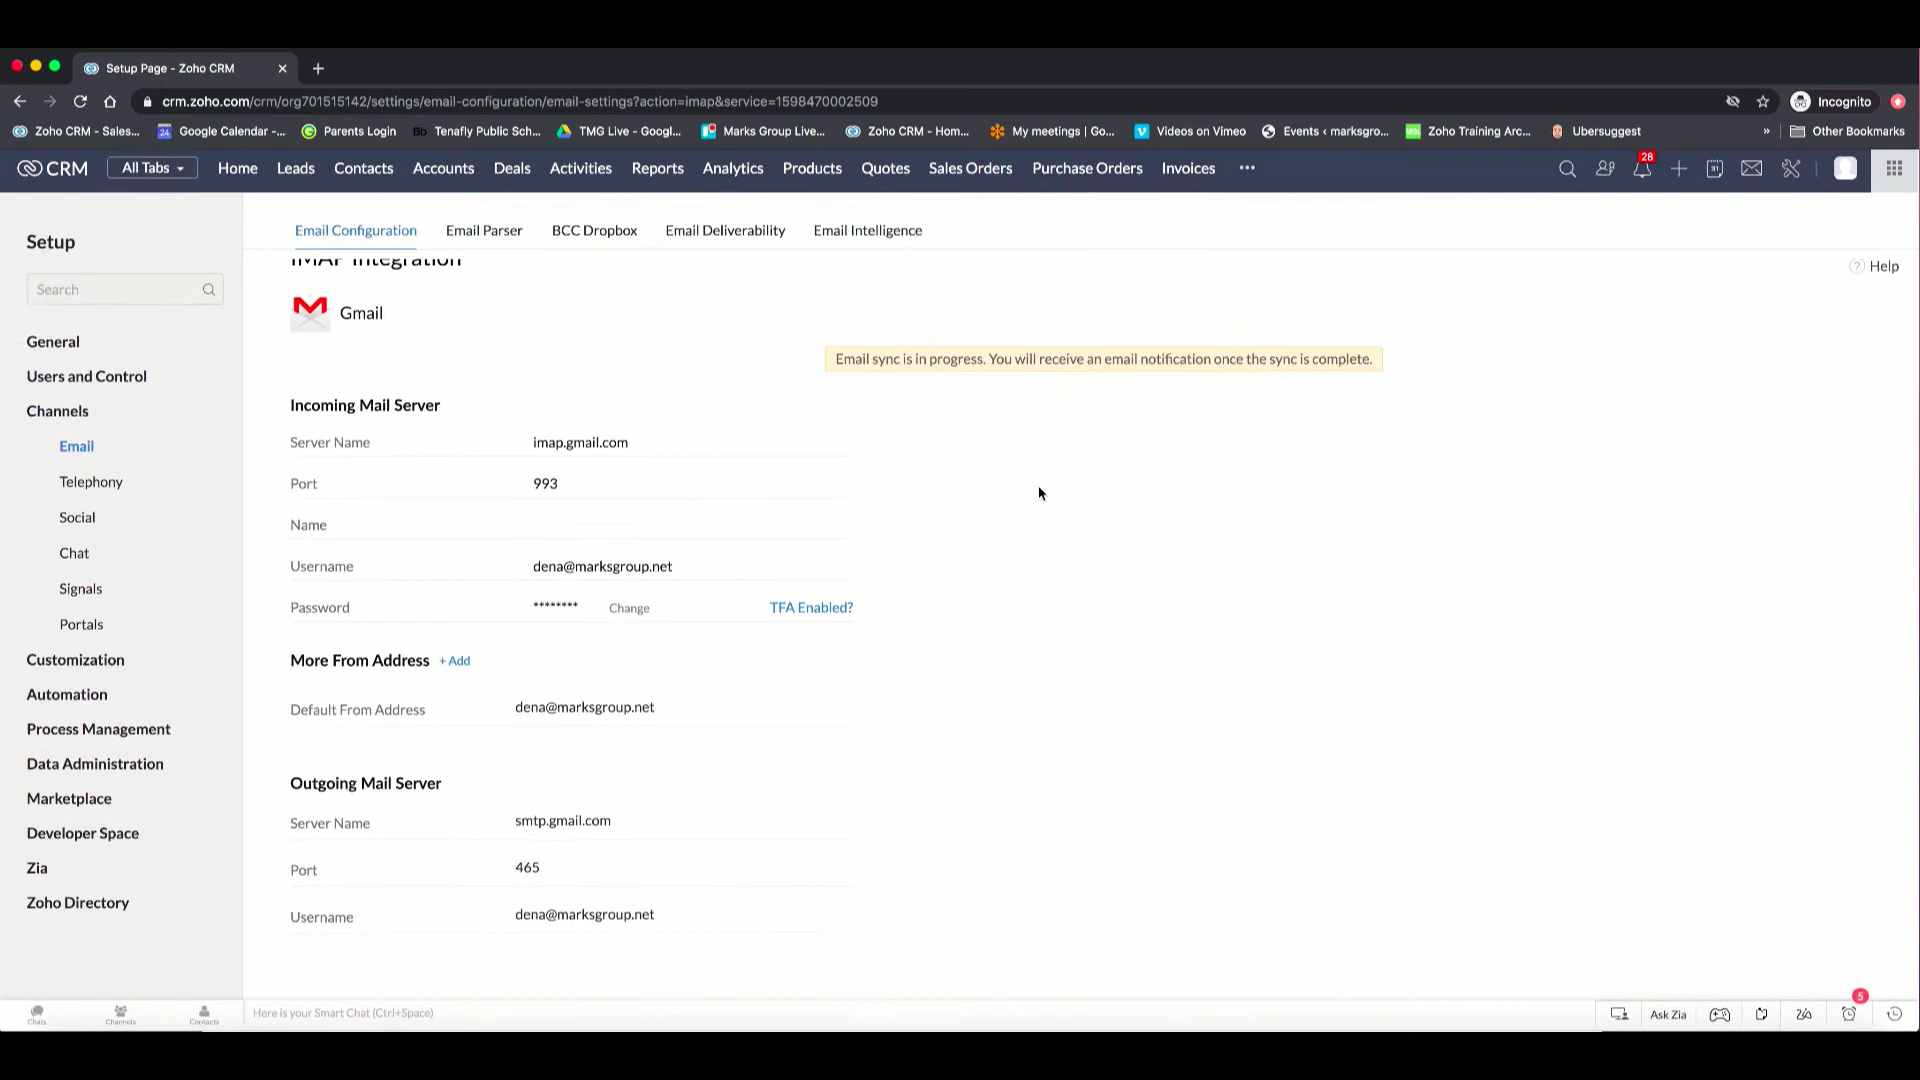 Setup Page - Zoho CRM
crm.zoho.com/crm/org701515142/settings/email-configuration/email-settings?action=imap&service=1598470002509
Incognito
Zoho CRM - Sales...
24
Google Calendar -...
Parents Login
Bb
Tenafly Public Sch...
TMG Live - Googl...
Marks Group Live...
Zoho CRM - Hom...
My meetings | Go...
Videos on Vimeo
Events ‹ marksgro...
Zoho Training Arc...
Ubersuggest
»
Other Bookmarks
CRM
All Tabs
Home
Leads
Contacts
Accounts
Deals
Activities
Reports
Analytics
Products
Quotes
Sales Orders
Purchase Orders
Invoices
28
31
Setup
Search
General
Users and Control
Channels
Email
Telephony
Social
Chat
Signals
Portals
Customization
Automation
Process Management
Data Administration
Marketplace
Developer Space
Zia
Zoho Directory
Email Configuration
Email Parser
BCC Dropbox
Email Deliverability
Email Intelligence
IMAP Integration
? Help
Gmail
Email sync is in progress. You will receive an email notification once the sync is complete.
Incoming Mail Server
Server Name imap.gmail.com
Port 993
Name
Username dena@marksgroup.net
Password ******** Change TFA Enabled?
More From Address + Add
Default From Address dena@marksgroup.net
Outgoing Mail Server
Server Name smtp.gmail.com
Port 465
Username dena@marksgroup.net
Chats
Channels
Contacts
Here is your Smart Chat (Ctrl+Space)
Ask Zia
5